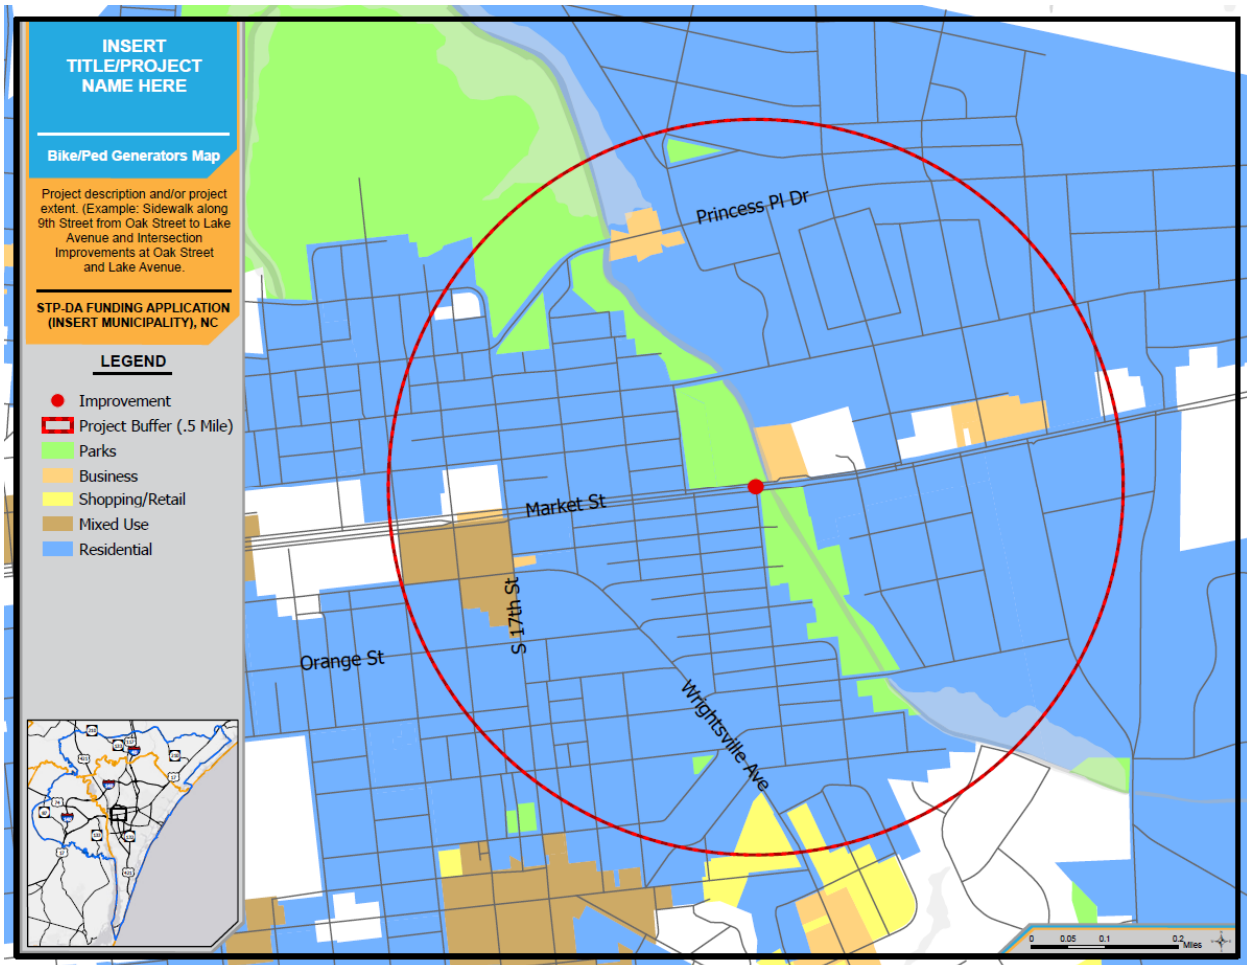 INSERT
TITLE/PROJECT
NAME HERE
Bike/Ped Generators Map
Project description and/or project
extent. (Example: Sidewalk along
9th Street from Oak Street to Lake
Avenue and Intersection
Improvements at Oak Street
and Lake Avenue.
STP-DA FUNDING APPLICATION
(INSERT MUNICIPALITY), NC
LEGEND
Improvement
Project Buffer (.5 Mile)
Parks
Business
Shopping/Retail
Mixed Use
Residential
Princess Pl Dr
Market St
S 17th St
Orange St
Wrightsville Ave
0 0.05 0.1 0.2
Miles